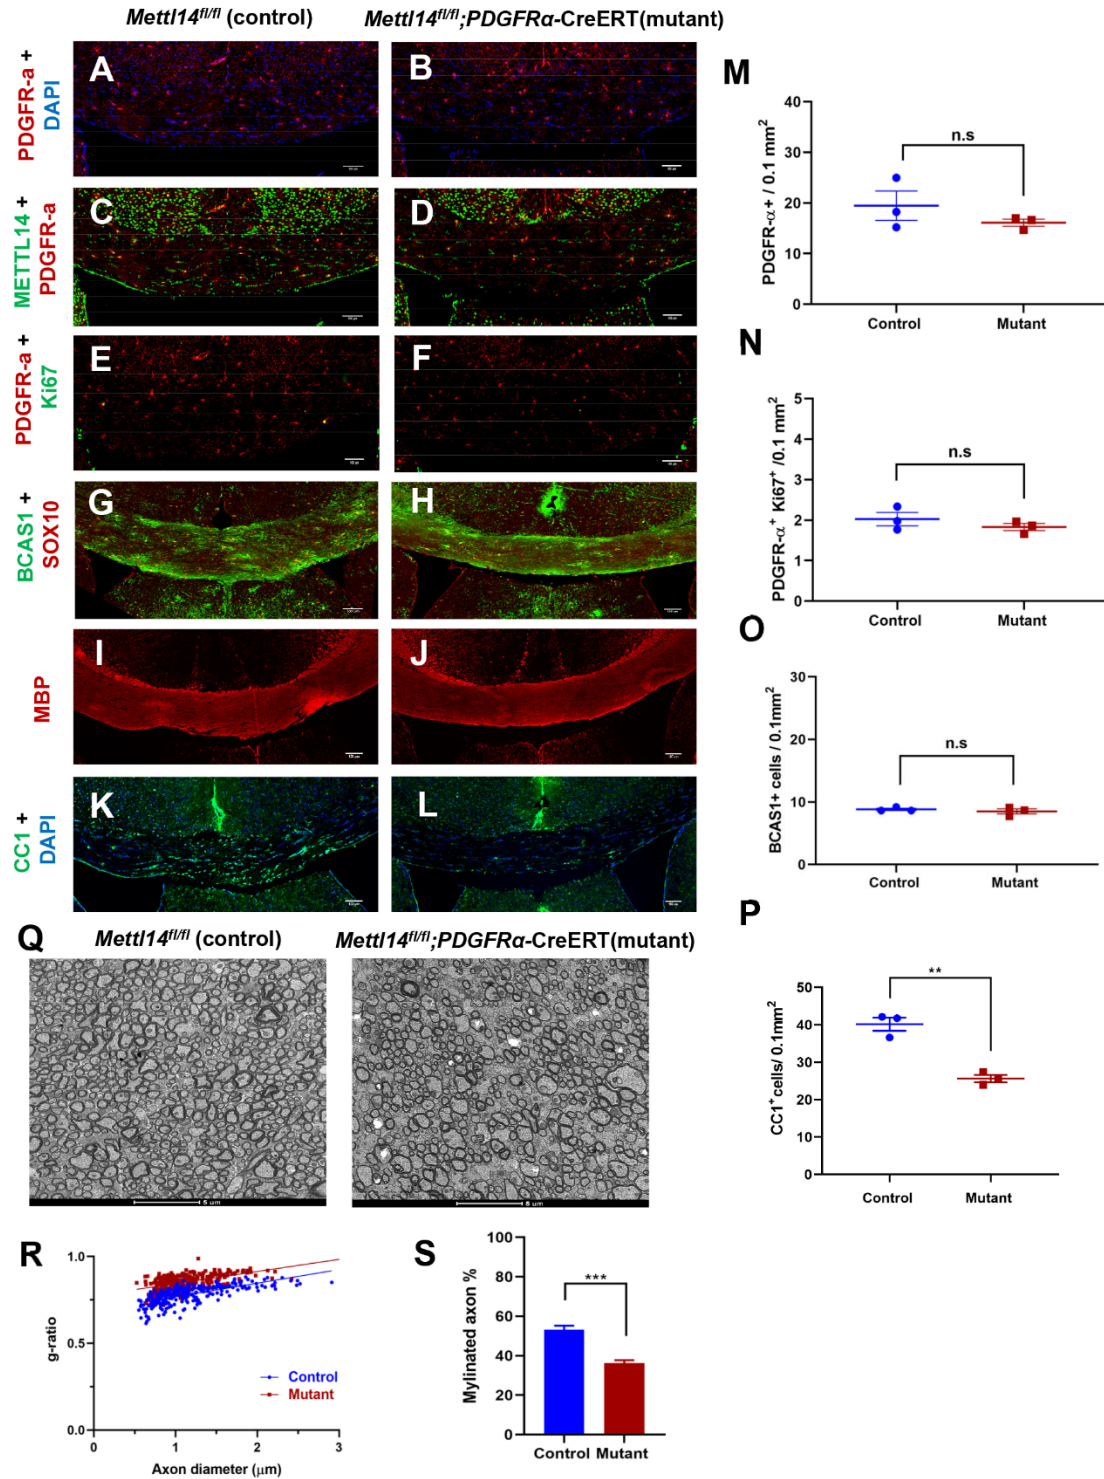 Mettl14fl/fl (control)
Mettl14fl/fl;PDGFRα-CreERT(mutant)
PDGFR-a +
DAPI
A
B
METTL14 +
PDGFR-a
C
D
PDGFR-a +
Ki67
E
F
BCAS1 +
SOX10
G
H
MBP
I
J
CC1 +
DAPI
K
L
M
PDGFR-α+ / 0.1 mm2
40
30
20
10
0
n.s
Control
Mutant
N
PDGFR-α+ Ki67+ /0.1 mm2
5
4
3
2
1
0
n.s
Control
Mutant
O
BCAS1+ cells / 0.1mm2
30
20
10
0
n.s
Control
Mutant
P
CC1+cells/ 0.1mm2
50
40
30
20
10
0
**
Control
Mutant
Q
Mettl14fl/fl (control)
Mettl14fl/fl;PDGFRα-CreERT(mutant)
5 μm
5 μm
R
g-ratio
1.0
0.5
0.0
0
1
2
3
Control
Mutant
Axon diameter (μm)
S
Mylinated axon %
100
80
60
40
20
0
***
Control
Mutant